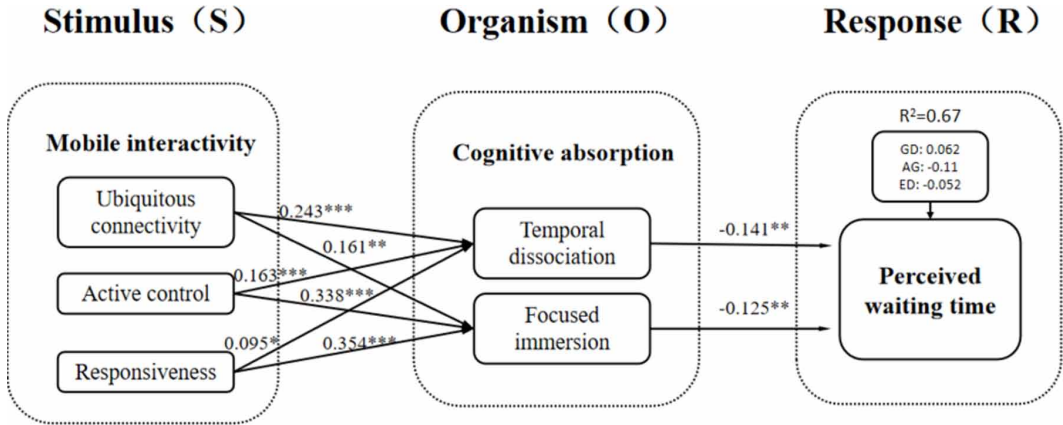 Stimulus（S）
Organism（O）
Response（R）
Mobile interactivity
Ubiquitous
connectivity
Active control
Responsiveness
0.243***
0.161**
0.163***
0.338***
0.095*
0.354***
Cognitive absorption
Temporal
dissociation
Focused
immersion
-0.141**
-0.125**
R²=0.67
GD: 0.062
AG: -0.11
ED: -0.052
Perceived
waiting time